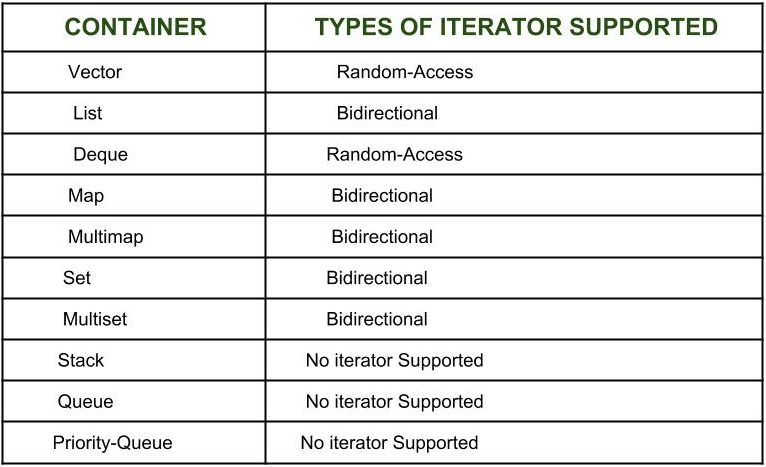 CONTAINER TYPES OF ITERATOR SUPPORTED
Vector Random-Access
List Bidirectional
Deque Random-Access
Map Bidirectional
Multimap Bidirectional
Set Bidirectional
Multiset Bidirectional
Stack No iterator Supported
Queue No iterator Supported
Priority-Queue No iterator Supported